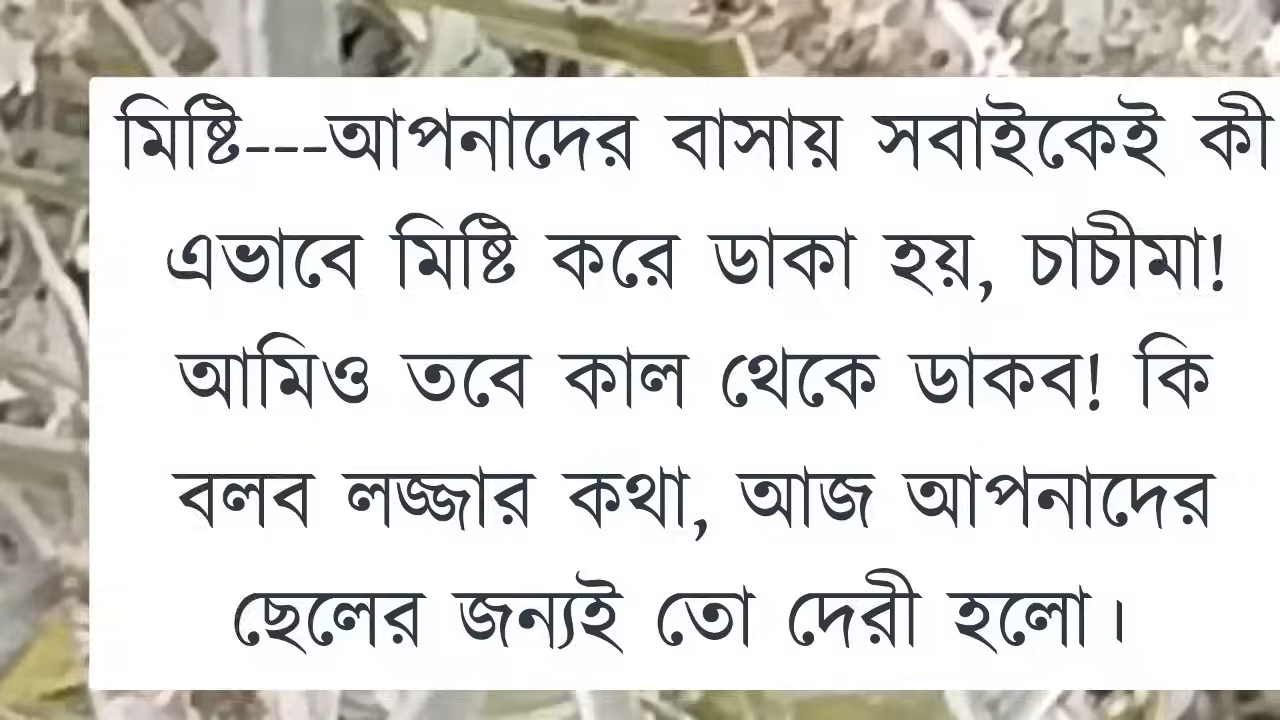 মিষ্টি---আপনাদের বাসায় সবাইকেই কী
এভাবে মিষ্টি করে ডাকা হয়, চাচীমা!
আমিও তবে কাল থেকে ডাকব! কি
বলব লজ্জার কথা, আজ আপনাদের
ছেলের জন্যই তো দেরী হলো।